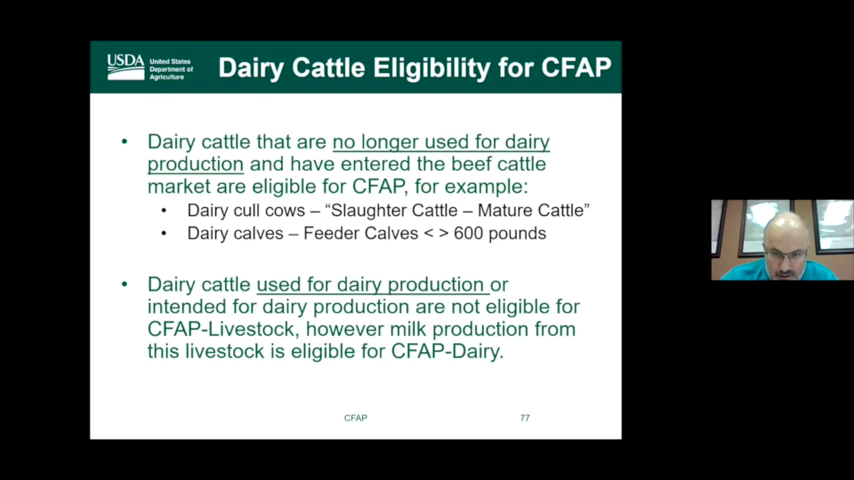 USDA
United States
Department of
Agriculture
Dairy Cattle Eligibility for CFAP
• Dairy cattle that are no longer used for dairy
production and have entered the beef cattle
market are eligible for CFAP, for example:
• Dairy cull cows – “Slaughter Cattle – Mature Cattle”
• Dairy calves – Feeder Calves < > 600 pounds
• Dairy cattle used for dairy production or
intended for dairy production are not eligible for
CFAP-Livestock, however milk production from
this livestock is eligible for CFAP-Dairy.
CFAP 77